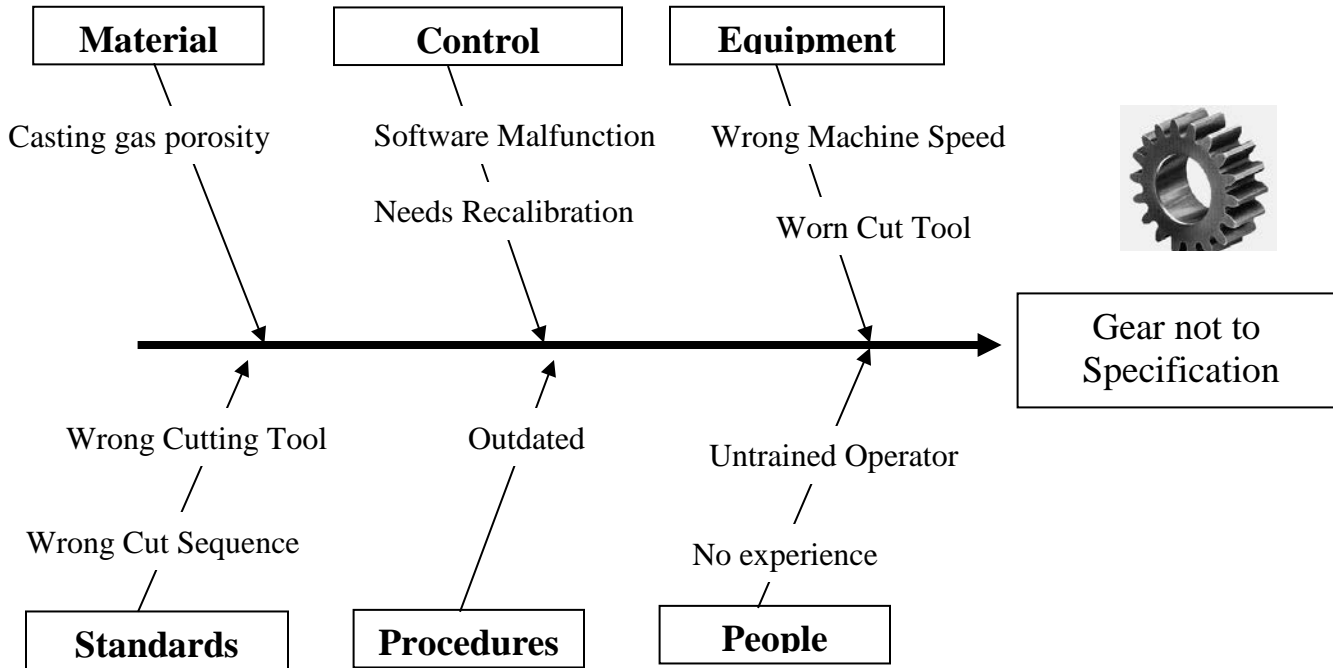 Material
Control
Equipment
Casting gas porosity
Software Malfunction
Wrong Machine Speed
Needs Recalibration
Worn Cut Tool
Gear not to
Specification
Wrong Cutting Tool
Outdated
Untrained Operator
Wrong Cut Sequence
No experience
Standards
Procedures
People